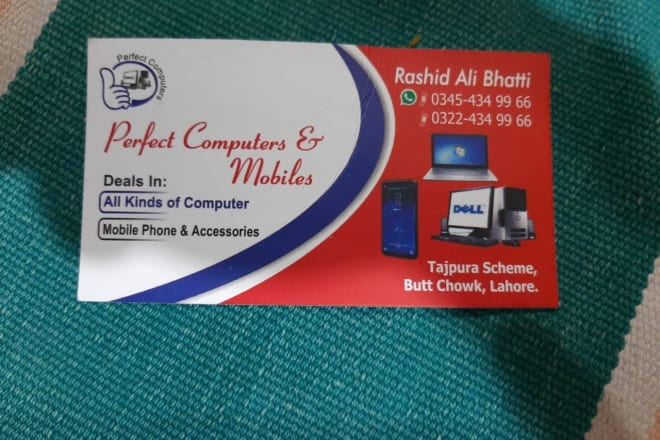 Perfect Computers
Perfect Computers &
Mobiles
Deals In:
All Kinds of Computer
Mobile Phone & Accessories
Rashid Ali Bhatti
0345-434 99 66
0322-434 99 66
DELL
Tajpura Scheme,
Butt Chowk, Lahore.